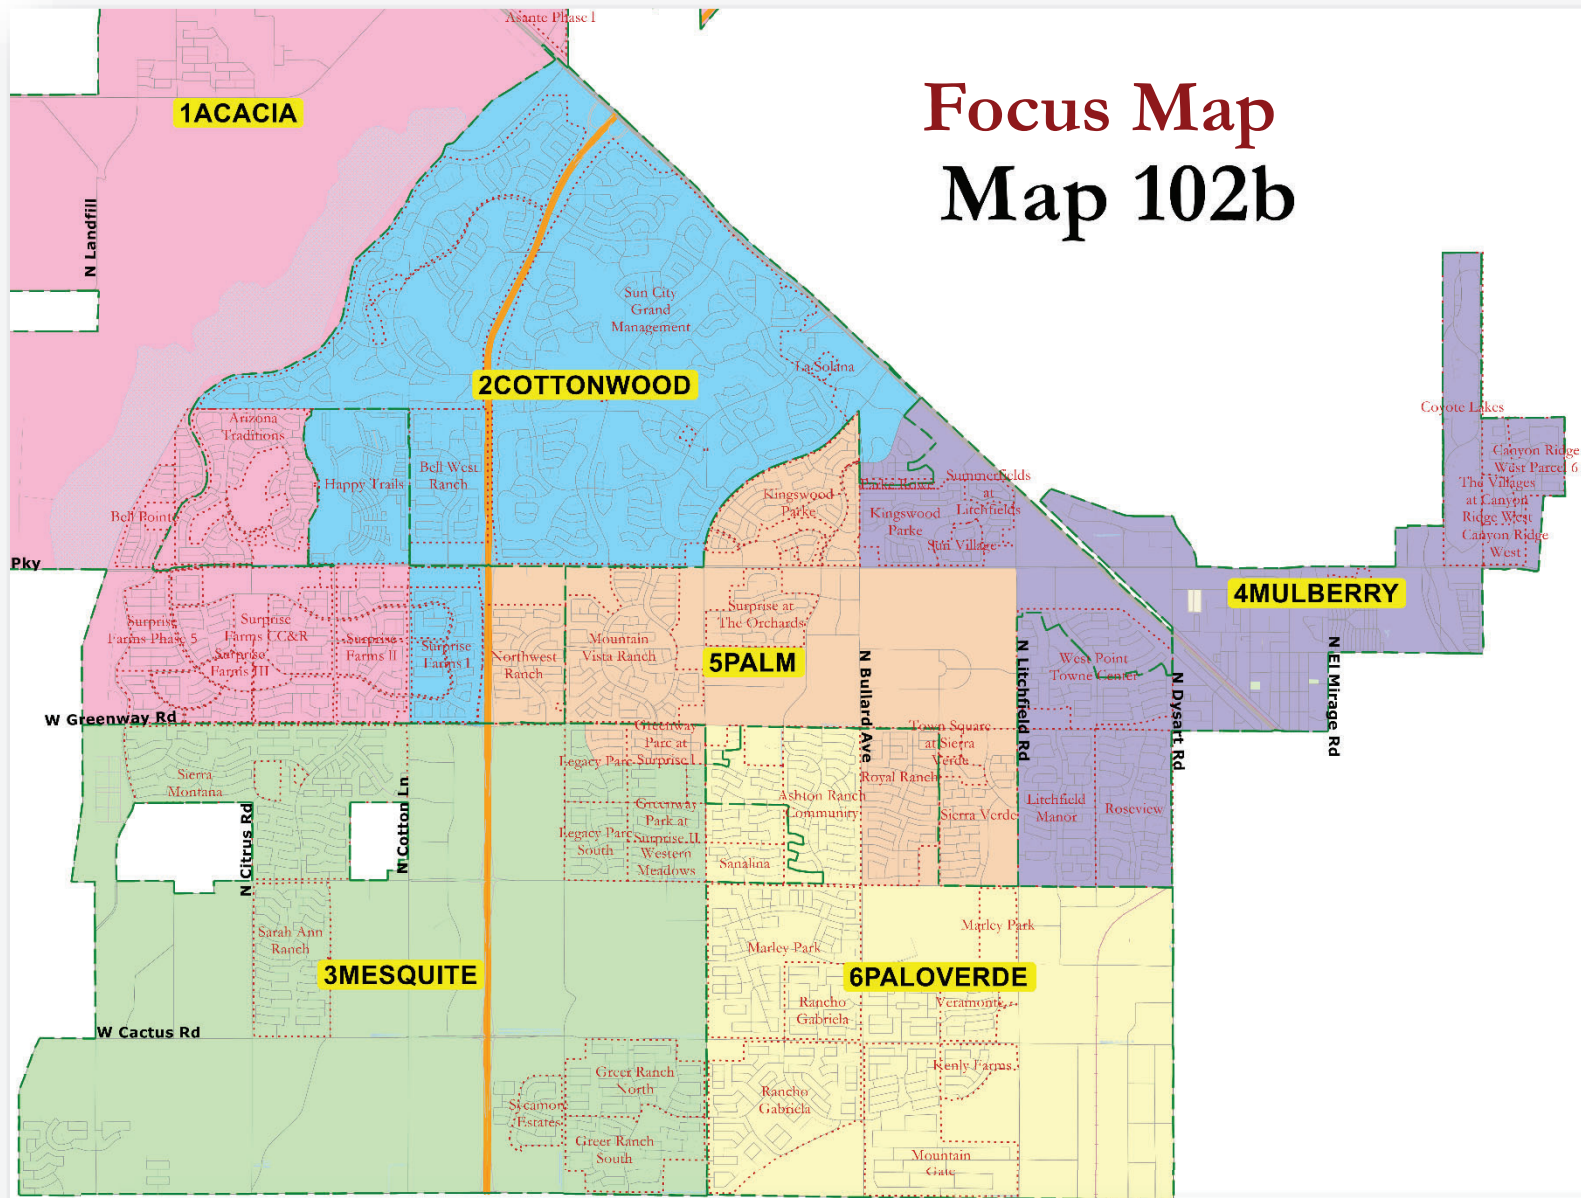 Asante Phase I
Focus Map
Map 102b
1ACACIA
N Landfill
Sun City
Grand
Management
La Solana
2COTTONWOOD
Arizona
Traditions
Happy Trails
Bell West
Ranch
Bell Pointe
Kingswood
Parke
Parke Rowe
Summerfields
at
Litchfields
Kingswood
Parke
Sun Village
Coyote Lakes
Canyon Ridge
West Parcel 6
The Villages
at Canyon
Ridge West
Canyon Ridge
West
Pky
4MULBERRY
Surprise
Farms Phase 5
Surprise
Farms CC&R
Surprise
Farms III
Surprise
Farms II
Surprise
Farms I
Northwest
Ranch
Mountain
Vista Ranch
Surprise at
The Orchards
5PALM
N Bullard Ave
N Litchfield Rd
West Point
Towne Center
N Dysart Rd
N El Mirage Rd
W Greenway Rd
Sierra
Montana
N Citrus Rd
N Cotton Ln
Legacy Parc
Greenway
Parc at
Surprise I
Legacy Parc
South
Greenway
Park at
Surprise II
Western
Meadows
Ashton Ranch
Community
Sanalina
Royal Ranch
Town Square
at Sierra
Verde
Sierra Verde
Litchfield
Manor
Roseview
Sarah Ann
Ranch
3MESQUITE
Marley Park
Marley Park
6PALOVERDE
Rancho
Gabriela
Veramonte
W Cactus Rd
Greer Ranch
North
Sycamore
Estates
Greer Ranch
South
Rancho
Gabriela
Kenly Farms
Mountain
Gate